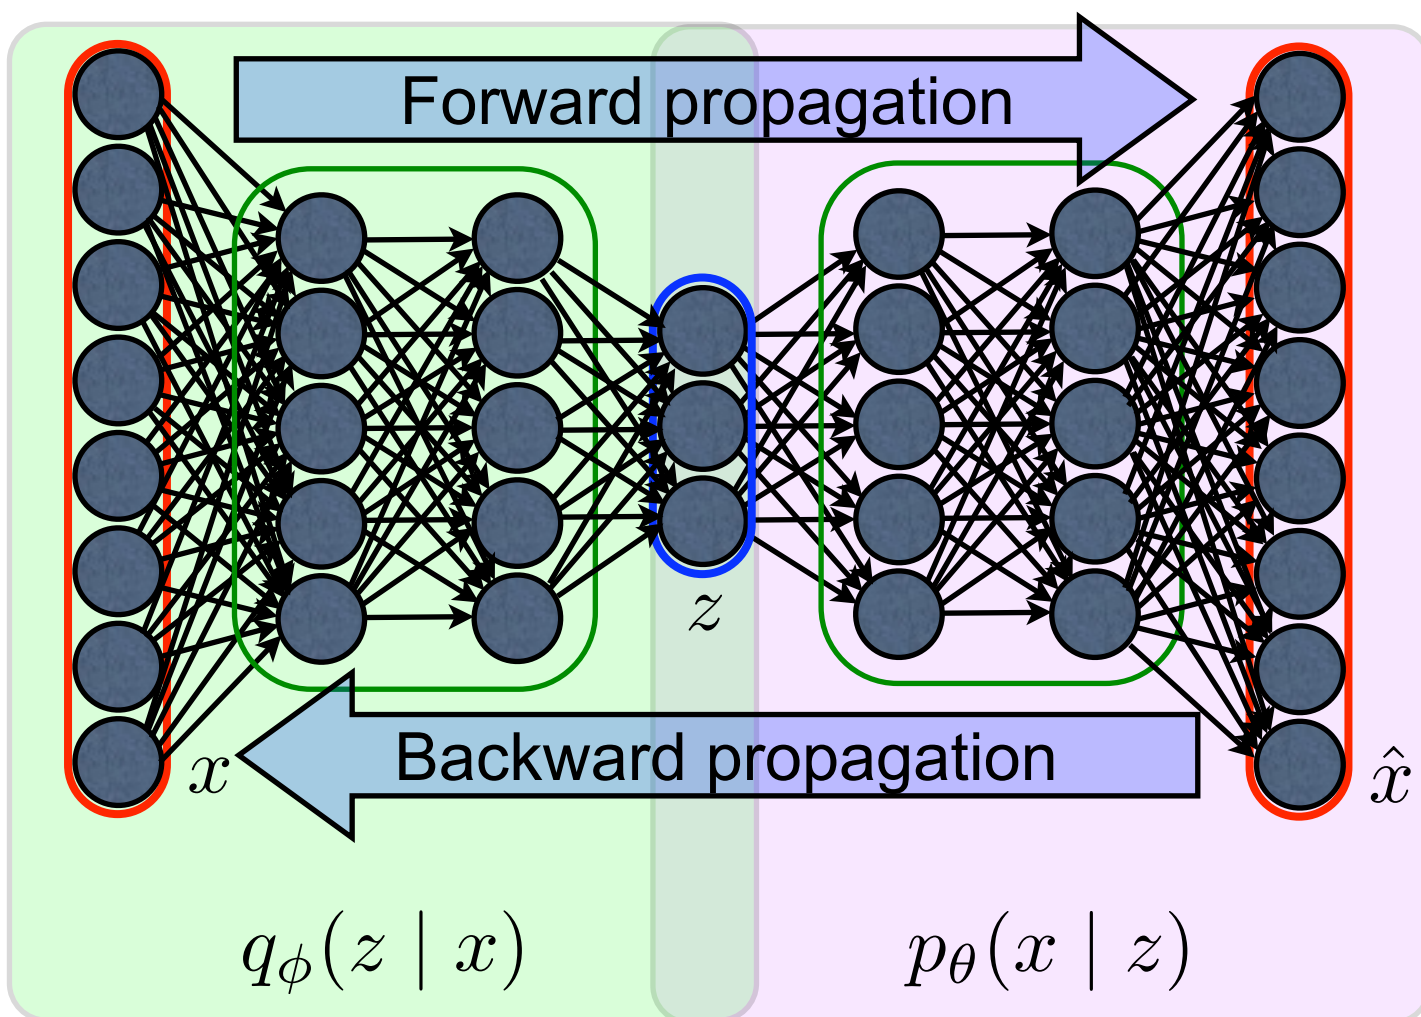 Forward propagation
z
Backward propagation
x
x̂
qϕ(z | x)
pθ(x | z)